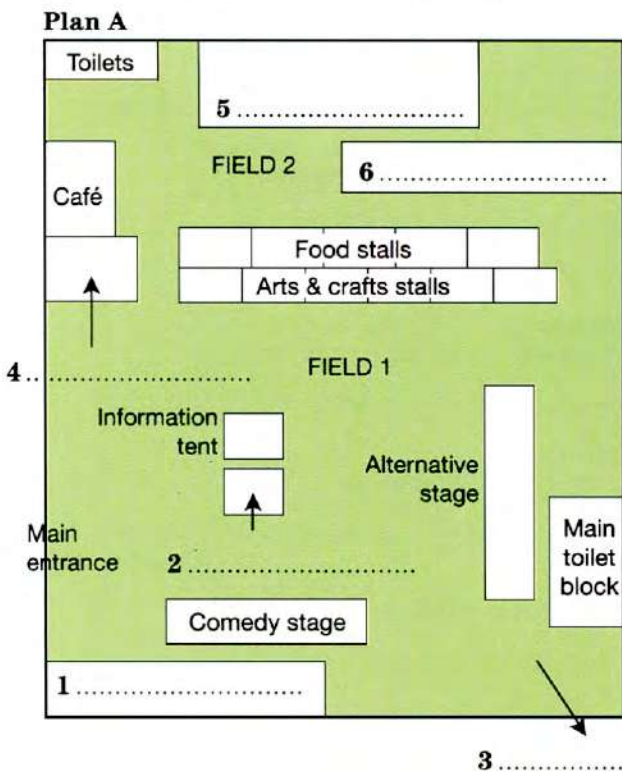 Plan A
Toilets
5 ..............................
FIELD 2
6 ..............................
Café
Food stalls
Arts & crafts stalls
4 ..............................
FIELD 1
Information
tent
Alternative
stage
Main
entrance
Main
toilet
block
2 ..............................
Comedy stage
1 ..............................
3 ................